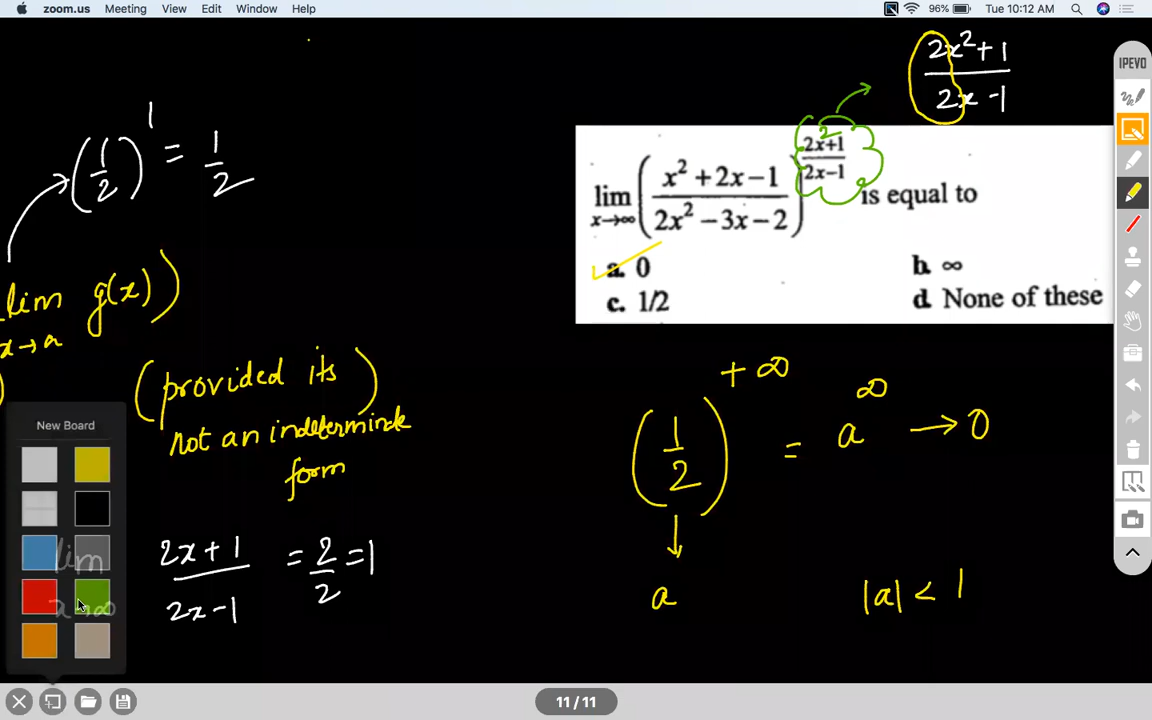 zoom.us Meeting View Edit Window Help
96% Tue 10:12 AM
IPEVO
2x²+1
2x-1
(1/2)^1 = 1/2
lim g(x))
x→a
(provided its)
not an indeterminate
form
2x+1
2x-1
= 2/2 = 1
2
2x+1
2x−1
lim
x→∞
(x² +2x−1
2x² −3x−2)
is equal to
a. 0
b. ∞
c. 1/2
d. None of these
(1/2)^+∞ = a^∞ → 0
↓
a
|a| < 1
New Board
lim
x→∞
11 / 11